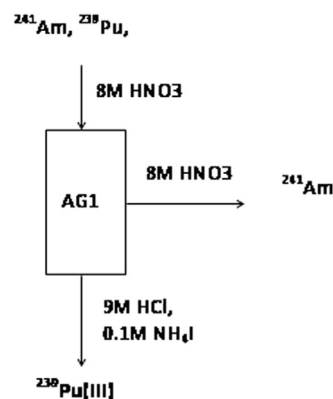 ²⁴¹Am, ²³⁹Pu,
8M HNO3
8M HNO3
²⁴¹Am
AG1
9M HCl,
0.1M NH₄I
²³⁹Pu[III]